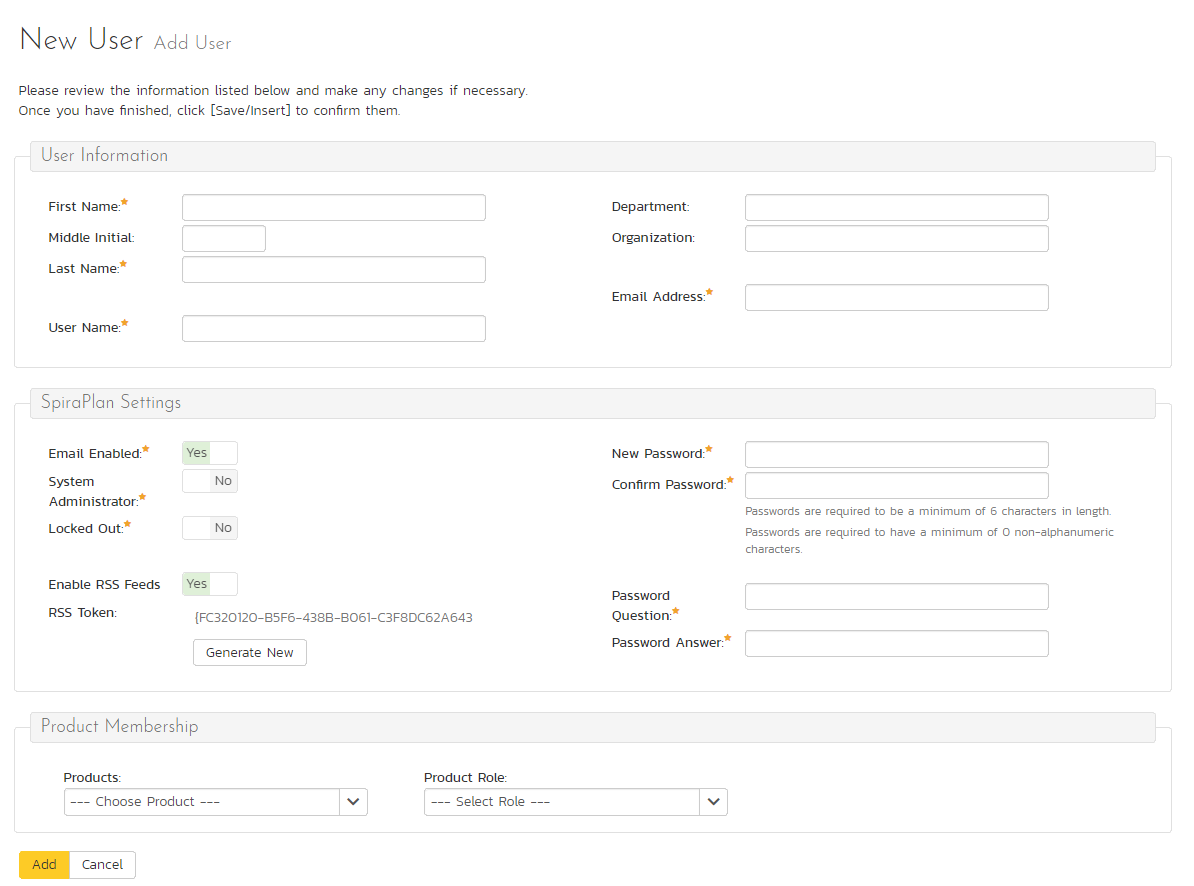 New User Add User
Please review the information listed below and make any changes if necessary.
Once you have finished, click [Save/Insert] to confirm them.
User Information
First Name:*
Middle Initial:
Last Name:*
User Name:*
Department:
Organization:
Email Address:*
SpiraPlan Settings
Email Enabled:* Yes
System
Administrator:* No
Locked Out:* No
Enable RSS Feeds Yes
RSS Token: {FC320120-B5F6-438B-B061-C3F8DC62A643
Generate New
New Password:*
Confirm Password:*
Passwords are required to be a minimum of 6 characters in length.
Passwords are required to have a minimum of 0 non-alphanumeric
characters.
Password
Question:*
Password Answer:*
Product Membership
Products: Product Role:
--- Choose Product --- --- Select Role ---
Add Cancel